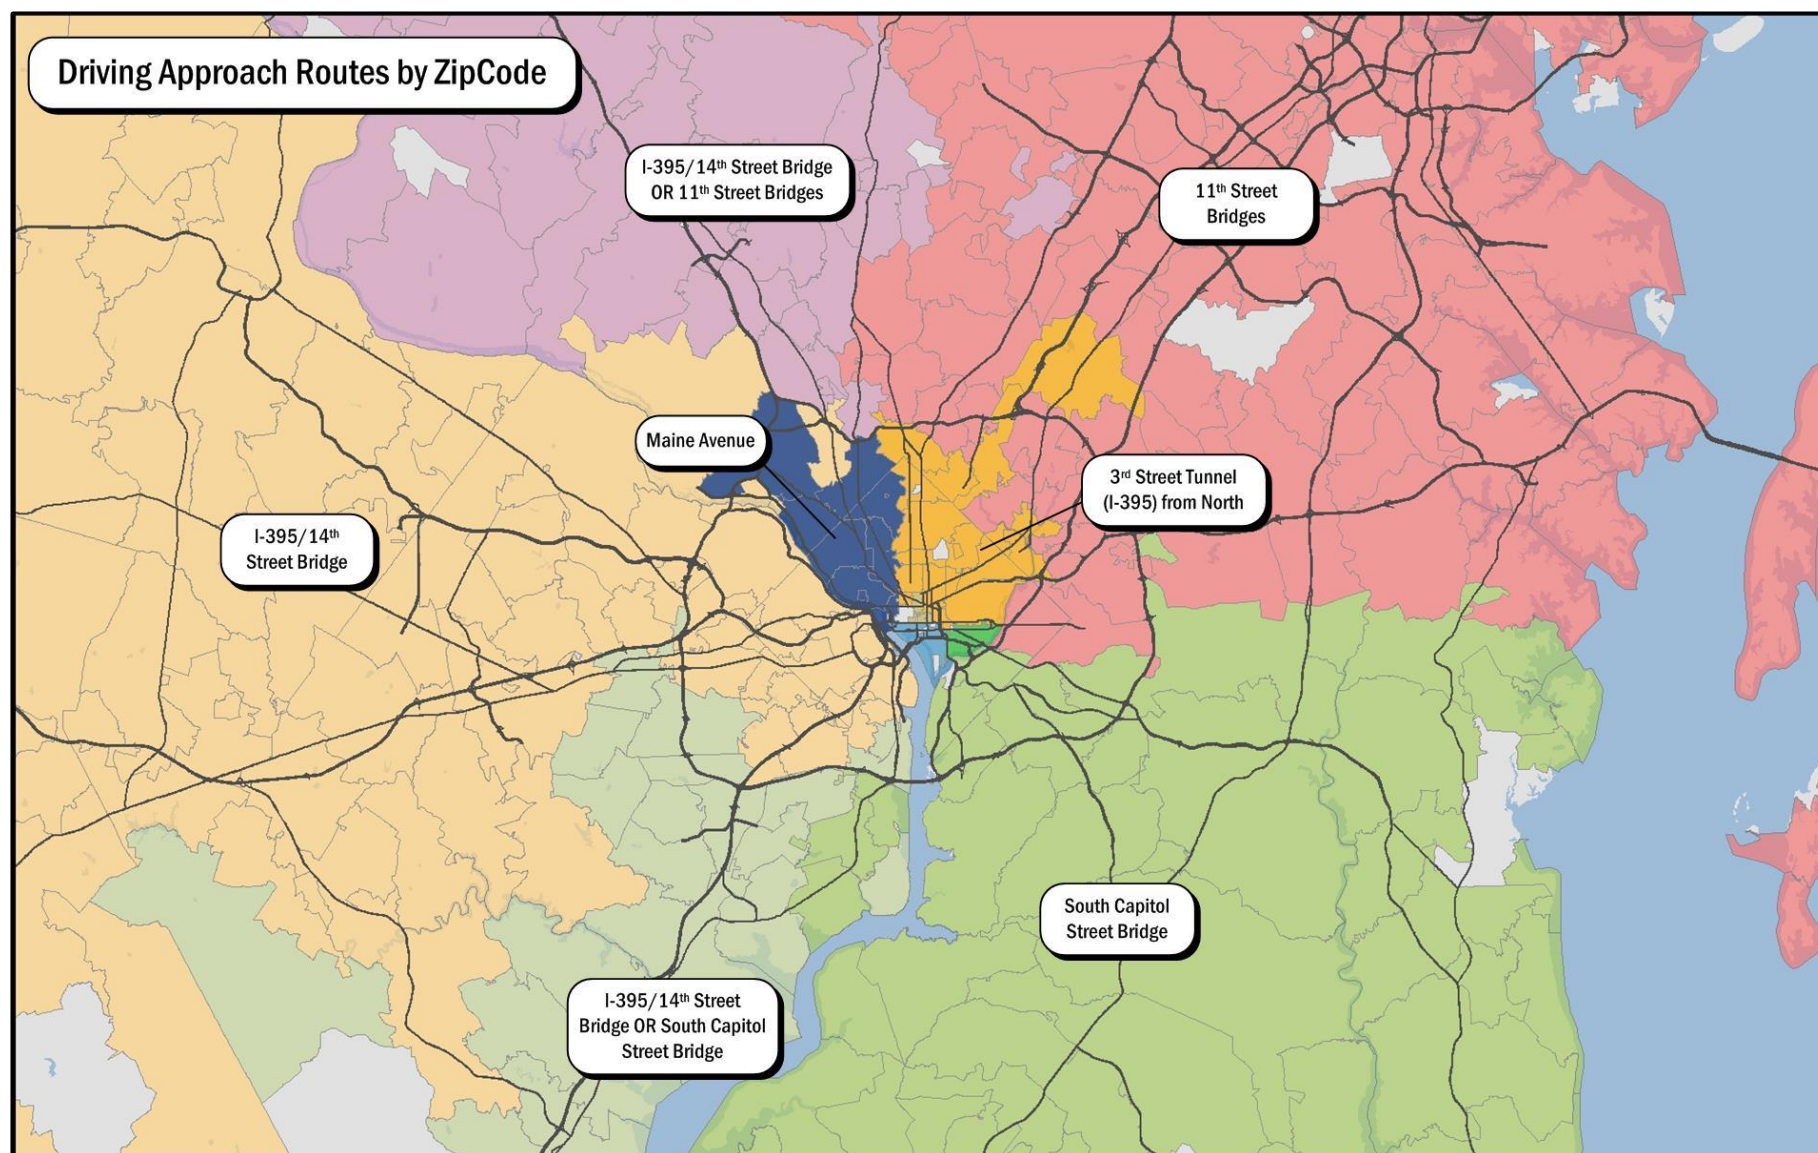 Driving Approach Routes by ZipCode
I-395/14th Street Bridge
OR 11th Street Bridges
11th Street
Bridges
Maine Avenue
3rd Street Tunnel
(I-395) from North
I-395/14th
Street Bridge
South Capitol
Street Bridge
I-395/14th Street
Bridge OR South Capitol
Street Bridge